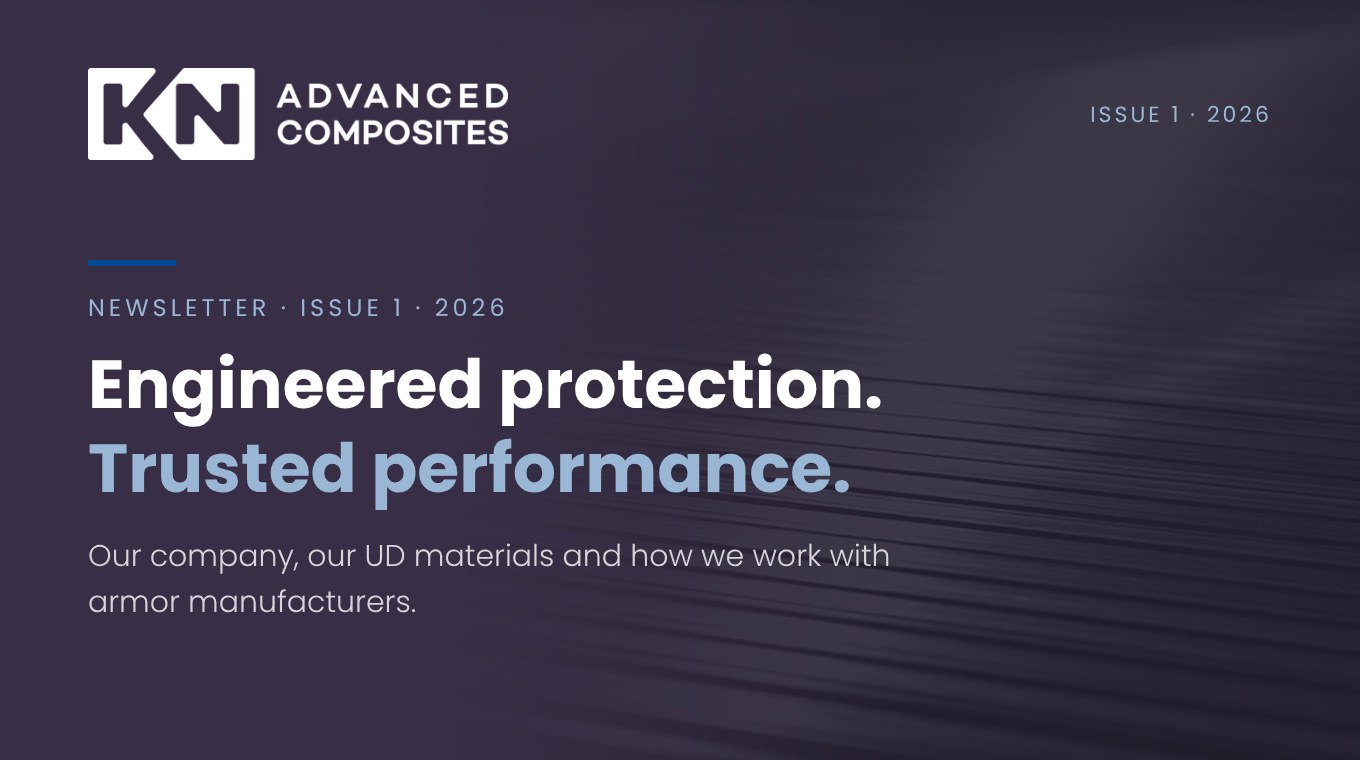 KN ADVANCED
COMPOSITES
ISSUE 1 · 2026
NEWSLETTER · ISSUE 1 · 2026
Engineered protection.
Trusted performance.
Our company, our UD materials and how we work with
armor manufacturers.